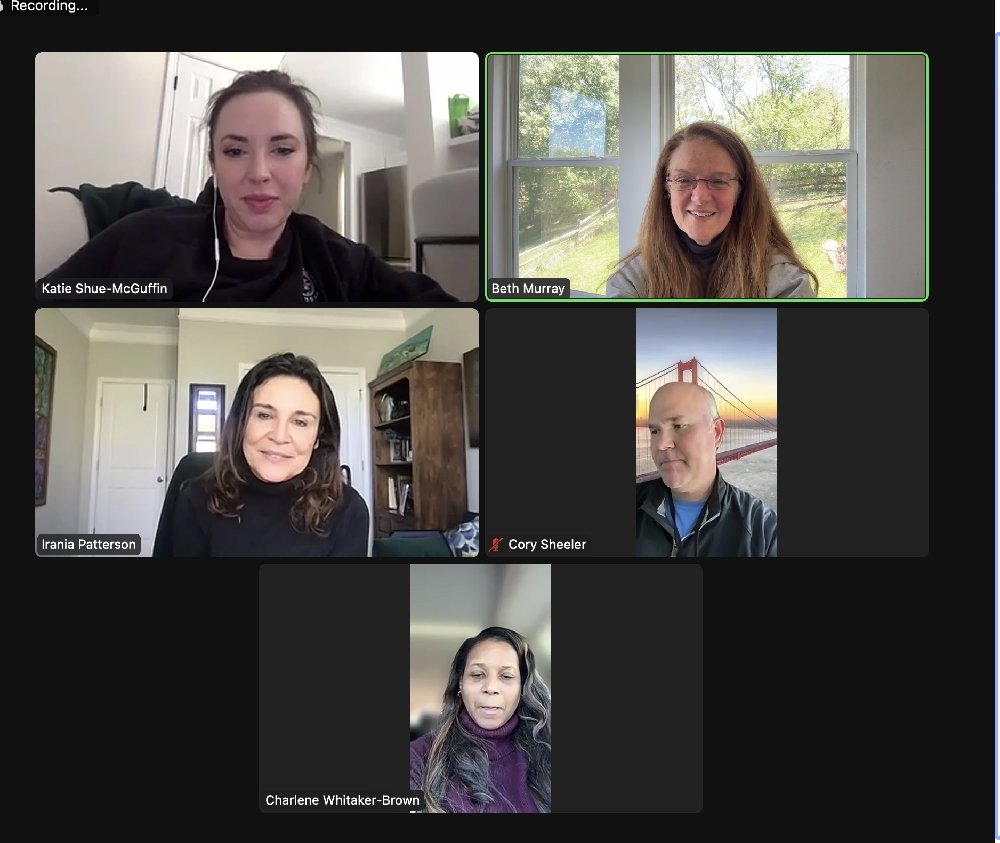 Recording...
Katie Shue-McGuffin
Beth Murray
Irania Patterson
Cory Sheeler
Charlene Whitaker-Brown